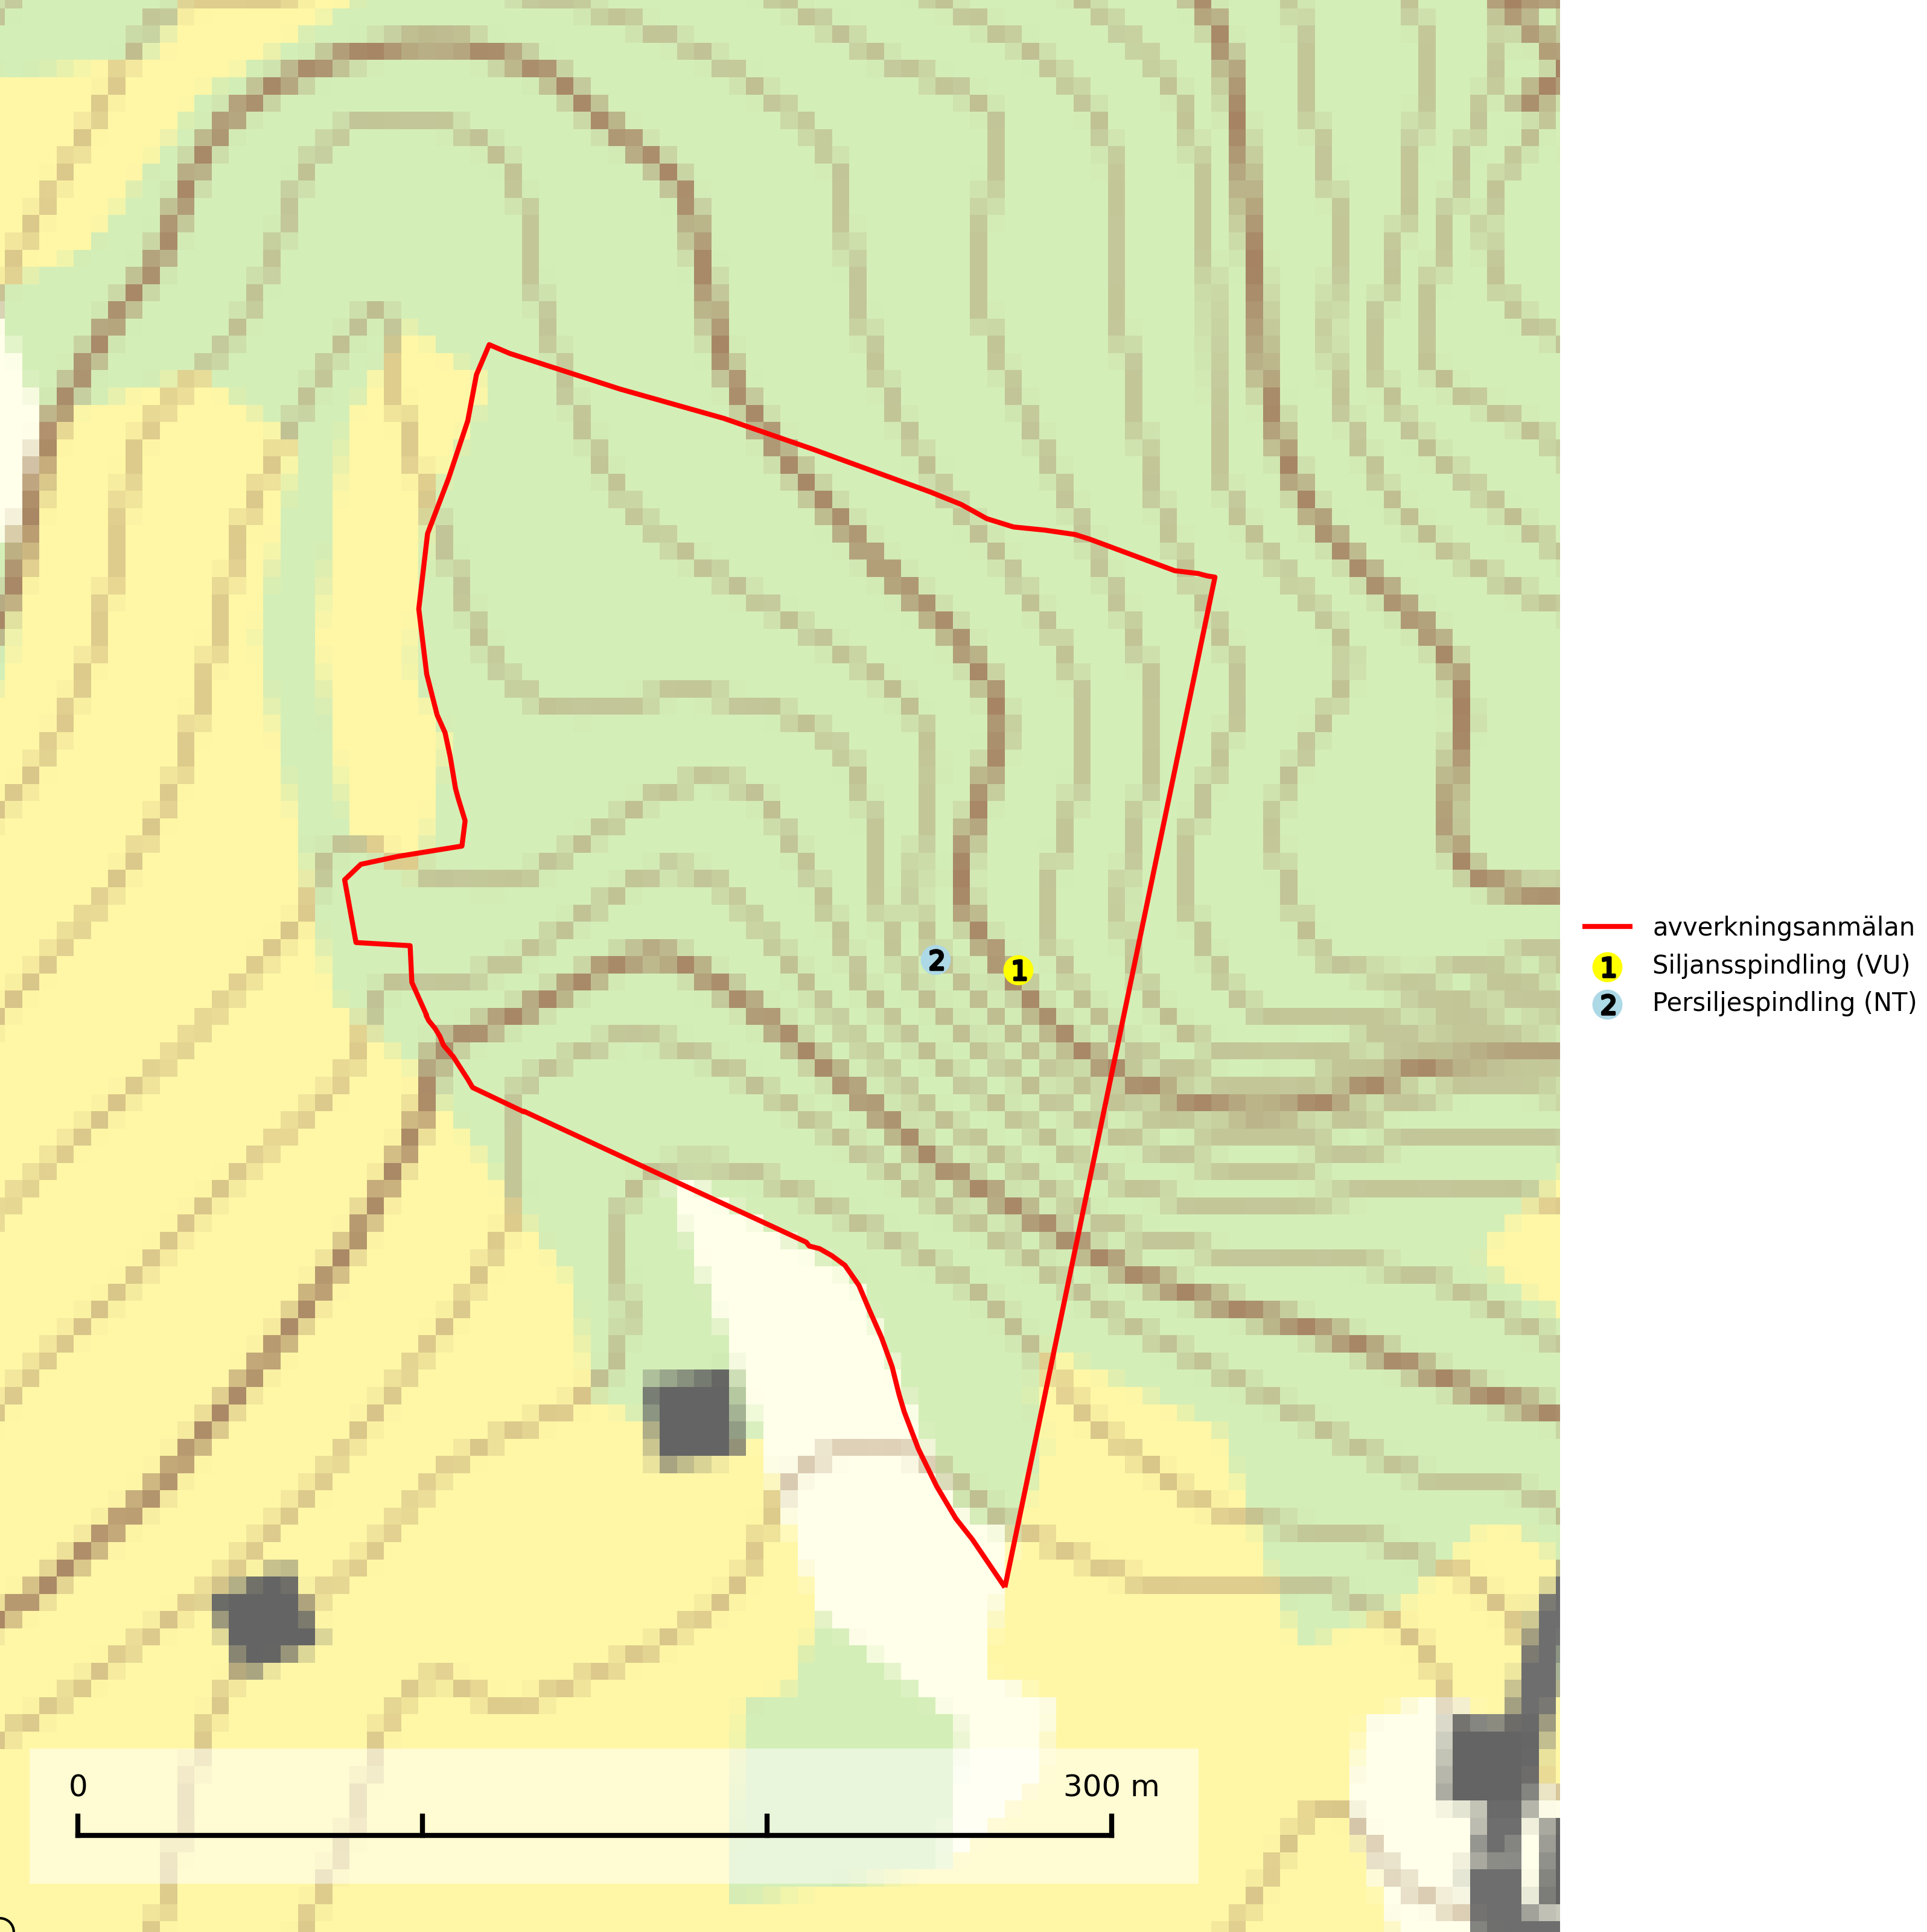 2
1
avverkningsanmälan
1 Siljansspindling (VU)
2 Persiljespindling (NT)
0 300 m